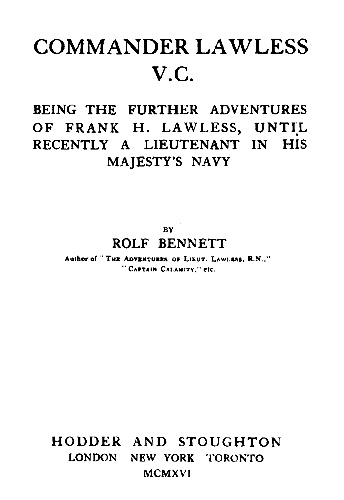 COMMANDER LAWLESS
V.C.
BEING THE FURTHER ADVENTURES
OF FRANK H. LAWLESS, UNTIL
RECENTLY A LIEUTENANT IN HIS
MAJESTY'S NAVY
BY
ROLF BENNETT
Author of "THE ADVENTURES OF LIEUT. LAWLESS, R.N.,"
"CAPTAIN CALAMITY," etc.
HODDER AND STOUGHTON
LONDON NEW YORK TORONTO
MCMXVI